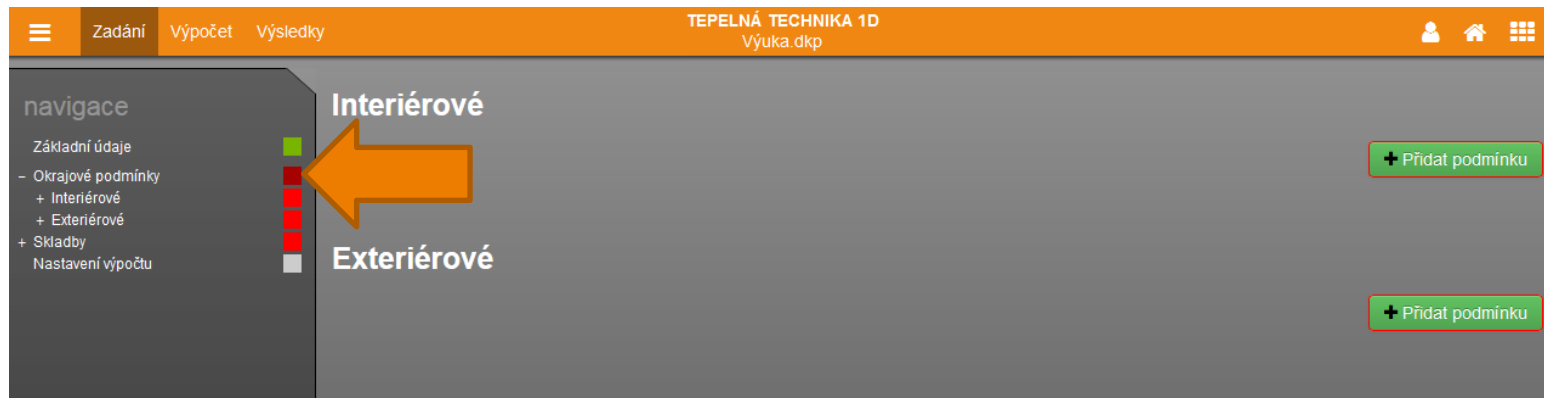 Zadání Výpočet Výsledky
TEPELNÁ TECHNIKA 1D
Výuka.dkp
navigace
Základní údaje
− Okrajové podmínky
+ Interiérové
+ Exteriérové
+ Skladby
Nastavení výpočtu
Interiérové
+ Přidat podmínku
Exteriérové
+ Přidat podmínku